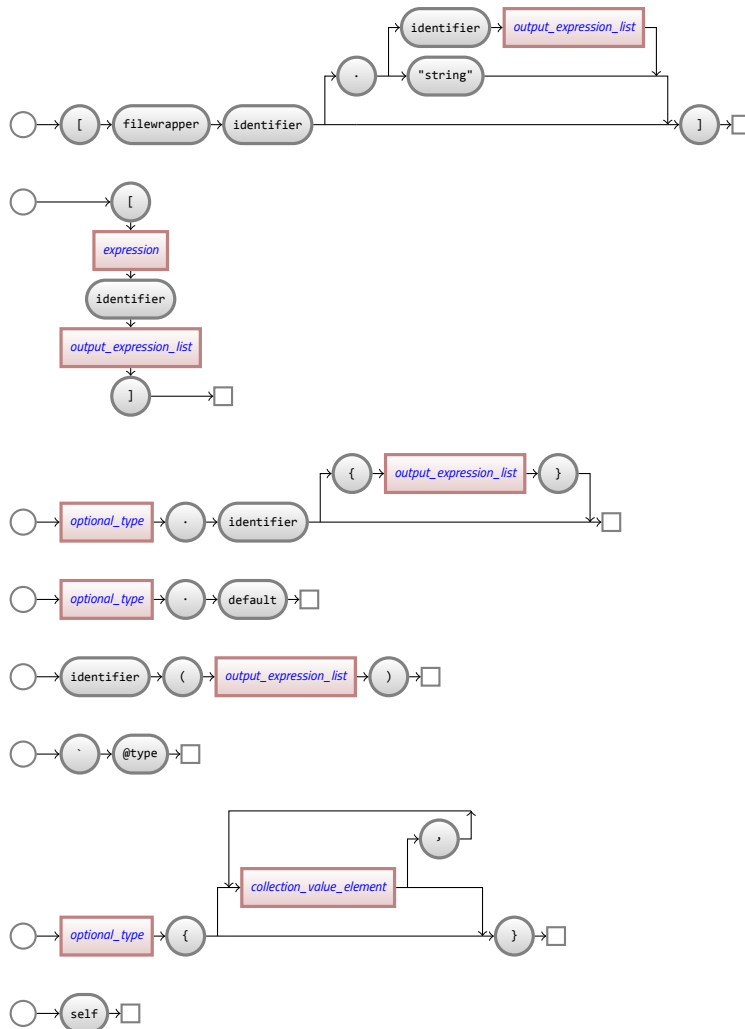 identifier output_expression_list
. "string"
[ filewrapper identifier ]
[
expression
identifier
output_expression_list
]
{ output_expression_list }
optional_type . identifier
optional_type . default
identifier ( output_expression_list )
` @type
,
collection_value_element
optional_type { }
self